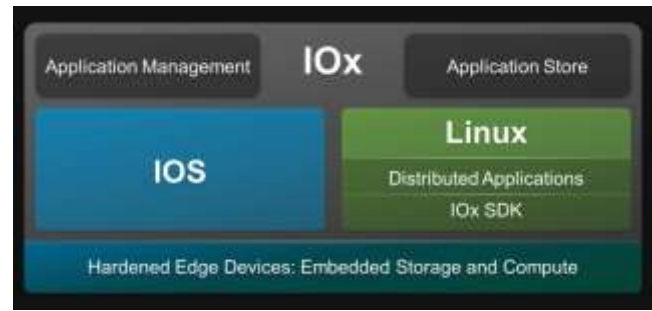 Application Management
IOx
Application Store
IOS
Linux
Distributed Applications
IOx SDK
Hardened Edge Devices: Embedded Storage and Compute